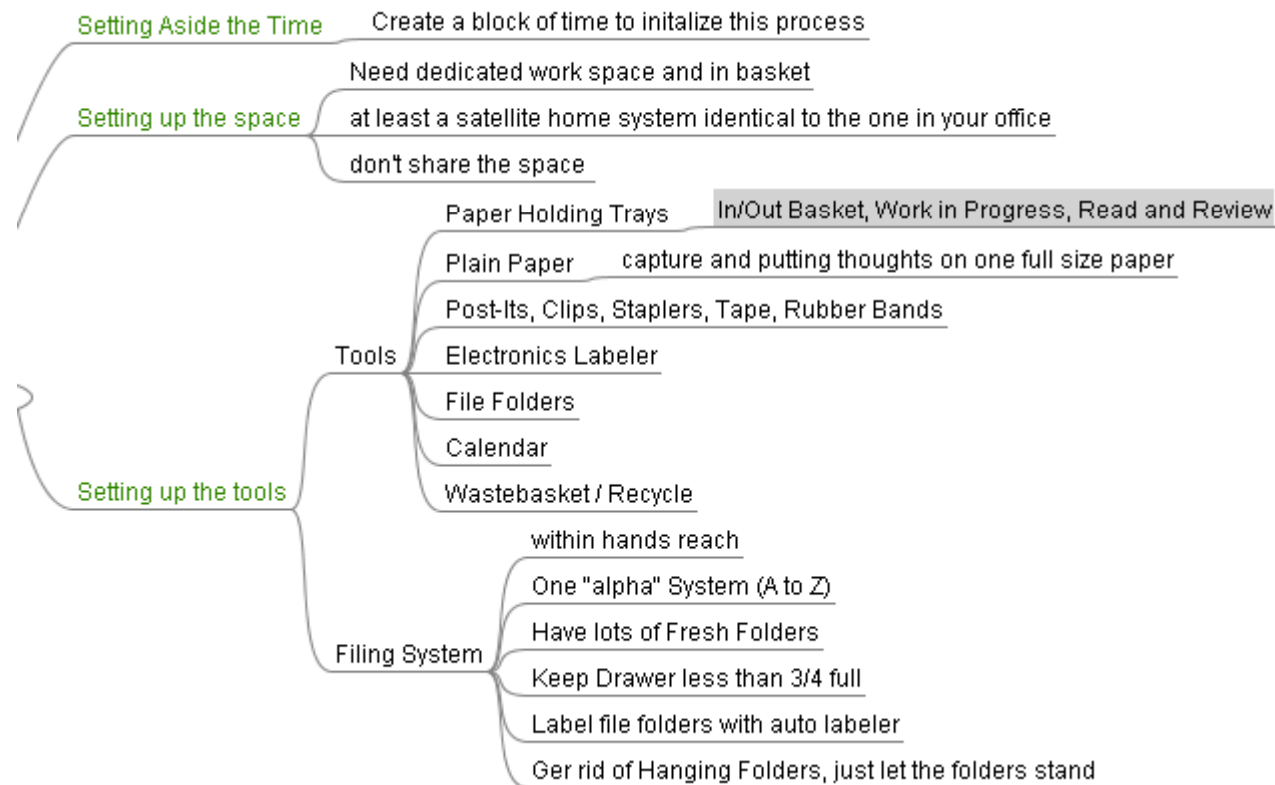 Setting Aside the Time
Create a block of time to initalize this process
Setting up the space
Need dedicated work space and in basket
at least a satellite home system identical to the one in your office
don't share the space
Setting up the tools
Tools
Paper Holding Trays
In/Out Basket, Work in Progress, Read and Review
Plain Paper
capture and putting thoughts on one full size paper
Post-Its, Clips, Staplers, Tape, Rubber Bands
Electronics Labeler
File Folders
Calendar
Wastebasket / Recycle
Filing System
within hands reach
One "alpha" System (A to Z)
Have lots of Fresh Folders
Keep Drawer less than 3/4 full
Label file folders with auto labeler
Ger rid of Hanging Folders, just let the folders stand